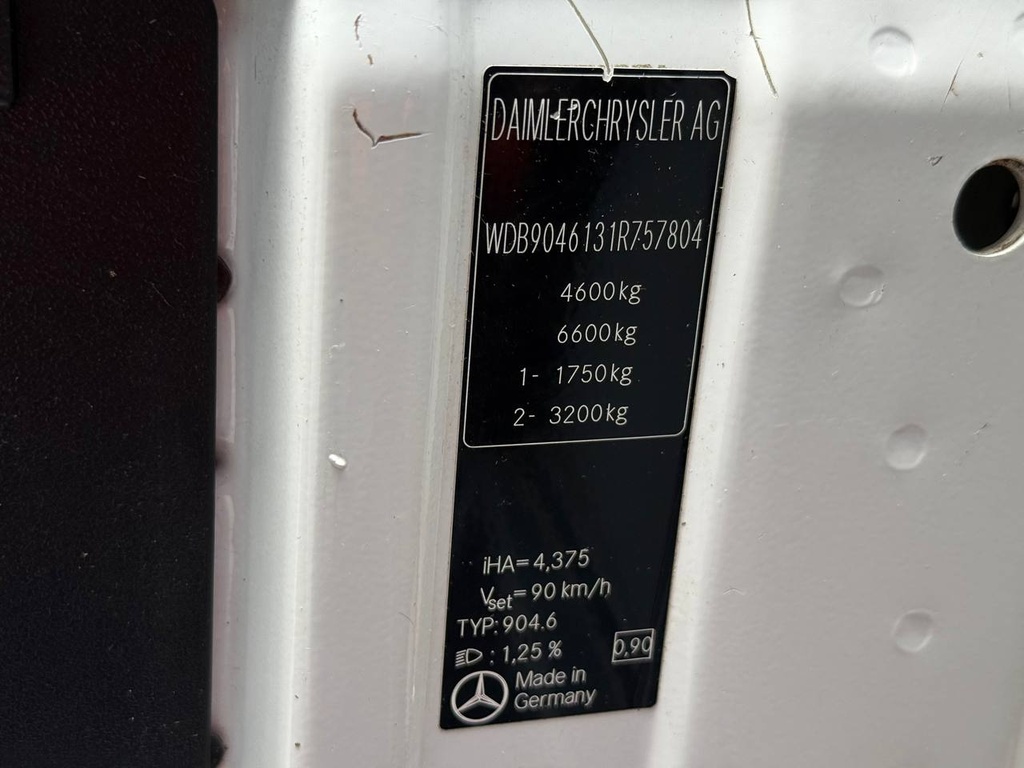 DAIMLERCHRYSLER AG
WDB9046131R757804
4600kg
6600kg
1- 1750kg
2- 3200kg
iHA=4,375
Vset=90 km/h
TYP: 904.6
: 1,25 % 0,90
Made in
Germany